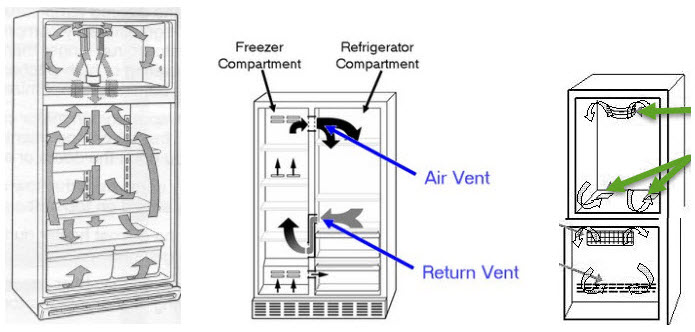 Freezer
Compartment
Refrigerator
Compartment
Air Vent
Return Vent